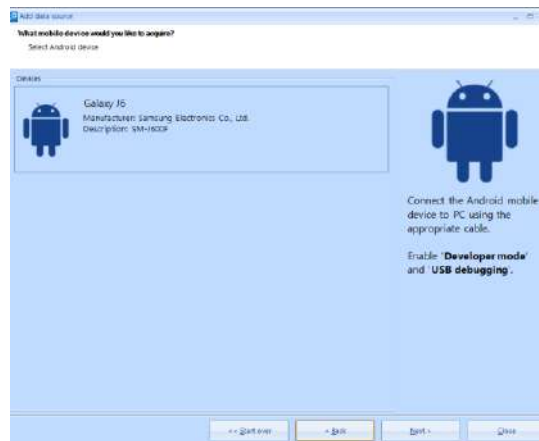 Add data source
What mobile device would you like to acquire?
Select Android device
Devices
Galaxy J6
Manufacturer: Samsung Electronics Co., Ltd.
Description: SM-J600F
Connect the Android mobile
device to PC using the
appropriate cable.
Enable 'Developer mode'
and 'USB debugging'.
<< Start over
< Back
Next >
Close